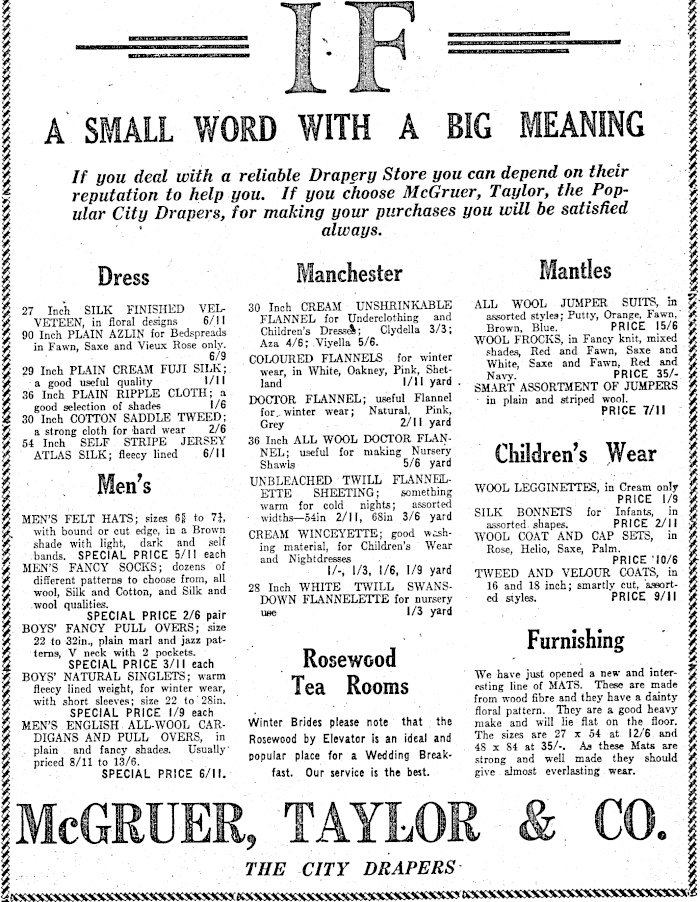 IF
A SMALL WORD WITH A BIG MEANING
If you deal with a reliable Drapery Store you can depend on their
reputation to help you. If you choose McGruer, Taylor, the Pop-
ular City Drapers, for making your purchases you will be satisfied
always.
Dress
27 Inch SILK FINISHED VEL-
VETEEN, in floral designs 6/11
90 Inch PLAIN AZLIN for Bedspreads
in Fawn, Saxe and Vieux Rose only.
6/9
29 Inch PLAIN CREAM FUJI SILK;
a good useful quality 1/11
36 Inch PLAIN RIPPLE CLOTH; a
good selection of shades 1/6
30 Inch COTTON SADDLE TWEED;
a strong cloth for hard wear 2/6
54 Inch SELF STRIPE JERSEY
ATLAS SILK; fleecy lined 6/11
Men's
MEN'S FELT HATS; sizes 6⅝ to 7¼,
with bound or cut edge, in a Brown
shade with light, dark and self
bands. SPECIAL PRICE 5/11 each
MEN'S FANCY SOCKS; dozens of
different patterns to choose from, all
wool, Silk and Cotton, and Silk and
wool qualities.
SPECIAL PRICE 2/6 pair
BOYS' FANCY PULL OVERS; size
22 to 32in., plain marl and jazz pat-
terns, V neck with 2 pockets.
SPECIAL PRICE 3/11 each
BOYS' NATURAL SINGLETS; warm
fleecy lined weight, for winter wear,
with short sleeves; size 22 to 28in.
SPECIAL PRICE 1/9 each
MEN'S ENGLISH ALL-WOOL CAR-
DIGANS AND PULL OVERS, in
plain and fancy shades. Usually
priced 8/11 to 13/6.
SPECIAL PRICE 6/11.
Manchester
30 Inch CREAM UNSHRINKABLE
FLANNEL for Underclothing and
Children's Dresses; Clydella 3/3;
Aza 4/6; Viyella 5/6.
COLOURED FLANNELS for winter
wear, in White, Oakney, Pink, Shet-
land 1/11 yard
DOCTOR FLANNEL; useful Flannel
for winter wear; Natural, Pink,
Grey 2/11 yard
36 Inch ALL WOOL DOCTOR FLAN-
NEL; useful for making Nursery
Shawls 5/6 yard
UNBLEACHED TWILL FLANNEL-
ETTE SHEETING; something
warm for cold nights; assorted
widths—54in 2/11, 68in 3/6 yard
CREAM WINCEYETTE; good wash-
ing material, for Children's Wear
and Nightdresses
1/-, 1/3, 1/6, 1/9 yard
28 Inch WHITE TWILL SWANS-
DOWN FLANNELETTE for nursery
use 1/3 yard
Rosewood
Tea Rooms
Winter Brides please note that the
Rosewood by Elevator is an ideal and
popular place for a Wedding Break-
fast. Our service is the best.
Mantles
ALL WOOL JUMPER SUITS, in
assorted styles; Putty, Orange, Fawn,
Brown, Blue. PRICE 15/6
WOOL FROCKS, in Fancy knit, mixed
shades, Red and Fawn, Saxe and
White, Saxe and Fawn, Red and
Navy. PRICE 35/-
SMART ASSORTMENT OF JUMPERS
in plain and striped wool.
PRICE 7/11
Children's Wear
WOOL LEGGINETTES, in Cream only
PRICE 1/9
SILK BONNETS for Infants, in
assorted shapes. PRICE 2/11
WOOL COAT AND CAP SETS, in
Rose, Helio, Saxe, Palm.
PRICE 10/6
TWEED AND VELOUR COATS, in
16 and 18 inch; smartly cut, assort-
ed styles. PRICE 9/11
Furnishing
We have just opened a new and inter-
esting line of MATS. These are made
from wood fibre and they have a dainty
floral pattern. They are a good heavy
make and will lie flat on the floor.
The sizes are 27 x 54 at 12/6 and
48 x 84 at 35/-. As these Mats are
strong and well made they should
give almost everlasting wear.
McGRUER, TAYLOR & CO.
THE CITY DRAPERS